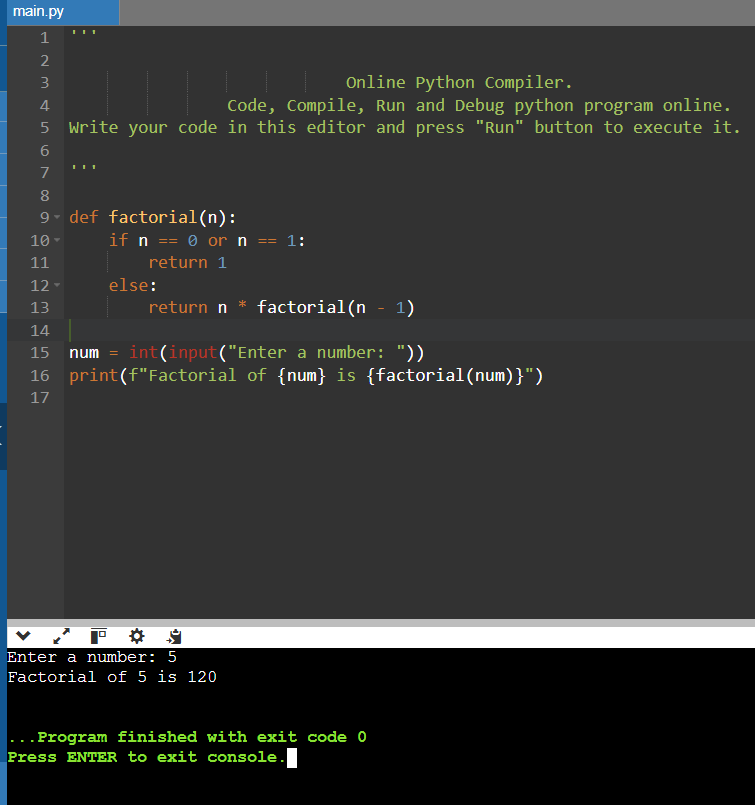 main.py
1 '''
2
3 Online Python Compiler.
4 Code, Compile, Run and Debug python program online.
5 Write your code in this editor and press "Run" button to execute it.
6
7 '''
8
9 def factorial(n):
10 if n == 0 or n == 1:
11 return 1
12 else:
13 return n * factorial(n - 1)
14
15 num = int(input("Enter a number: "))
16 print(f"Factorial of {num} is {factorial(num)}")
17
Enter a number: 5
Factorial of 5 is 120
...Program finished with exit code 0
Press ENTER to exit console.